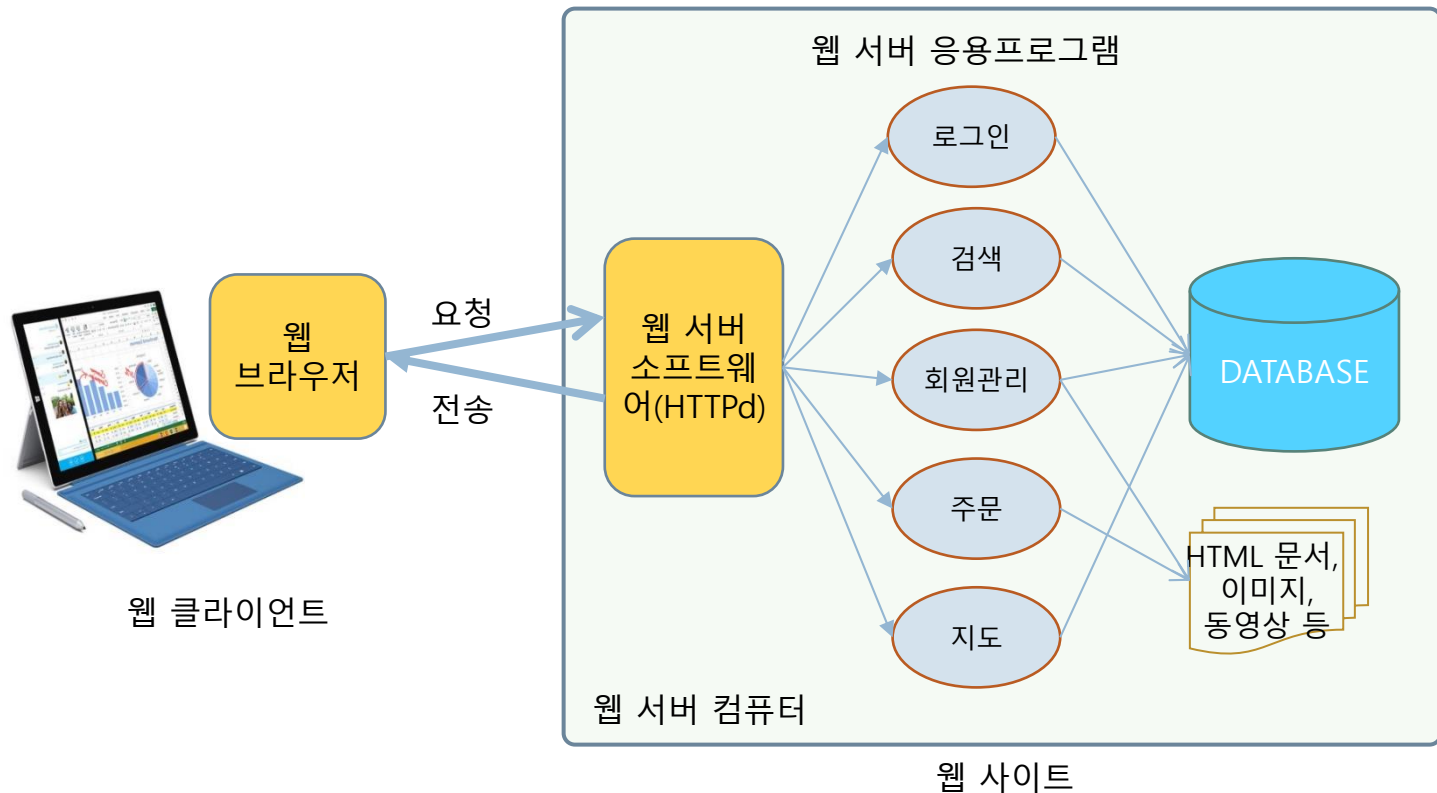 웹 서버 응용프로그램
로그인
검색
회원관리
주문
지도
웹
브라우저
요청
전송
웹 서버
소프트웨
어(HTTPd)
DATABASE
HTML 문서,
이미지,
동영상 등
웹 클라이언트
웹 서버 컴퓨터
웹 사이트